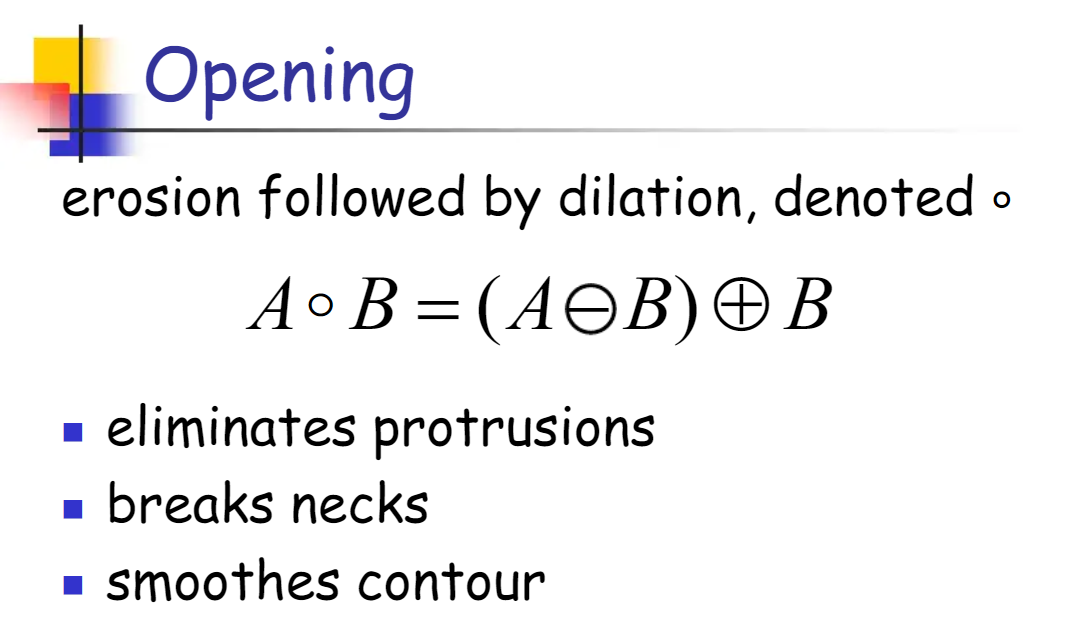 Opening
erosion followed by dilation, denoted ∘
A ∘ B = (A ⊖ B) ⊕ B
eliminates protrusions
breaks necks
smoothes contour